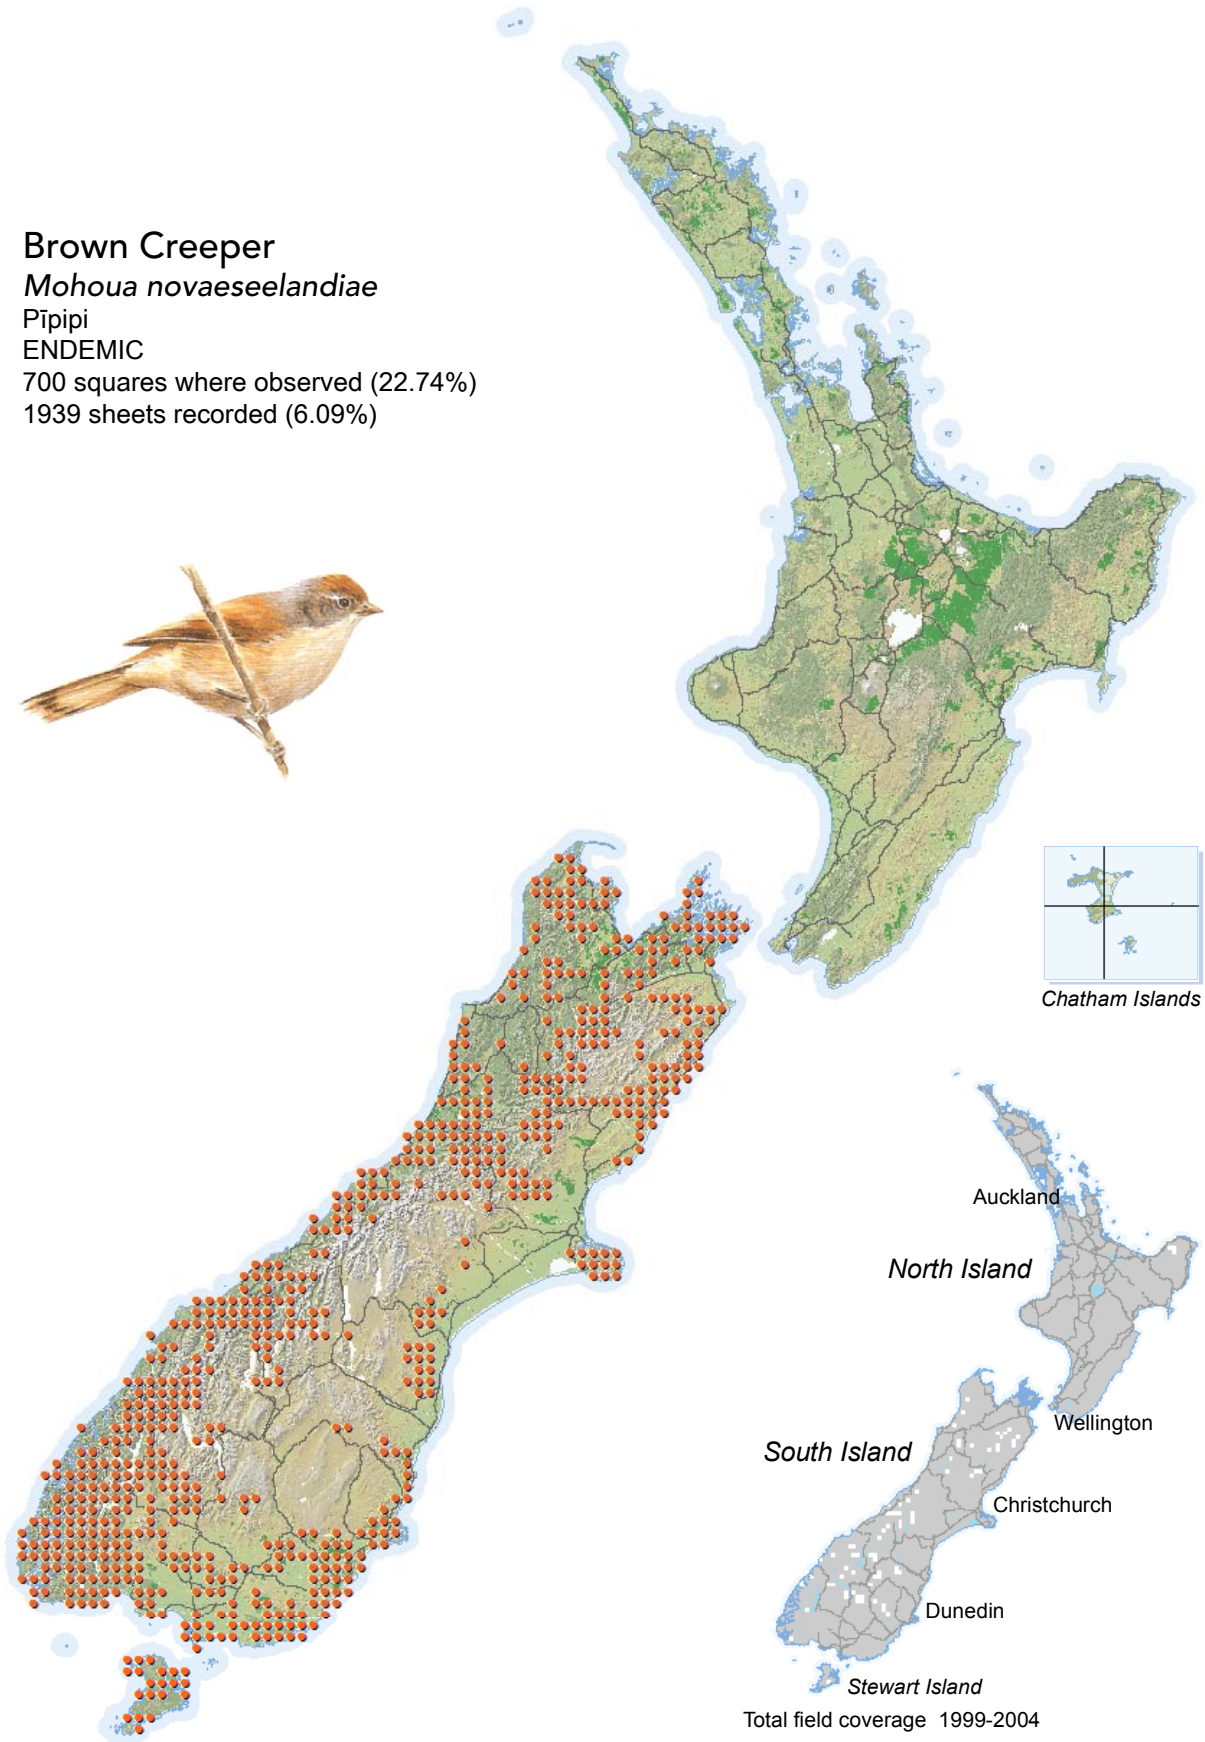 Brown Creeper
Mohoua novaeseelandiae
Pīpipi
ENDEMIC
700 squares where observed (22.74%)
1939 sheets recorded (6.09%)
Chatham Islands
Auckland
North Island
Wellington
South Island
Christchurch
Dunedin
Stewart Island
Total field coverage 1999-2004